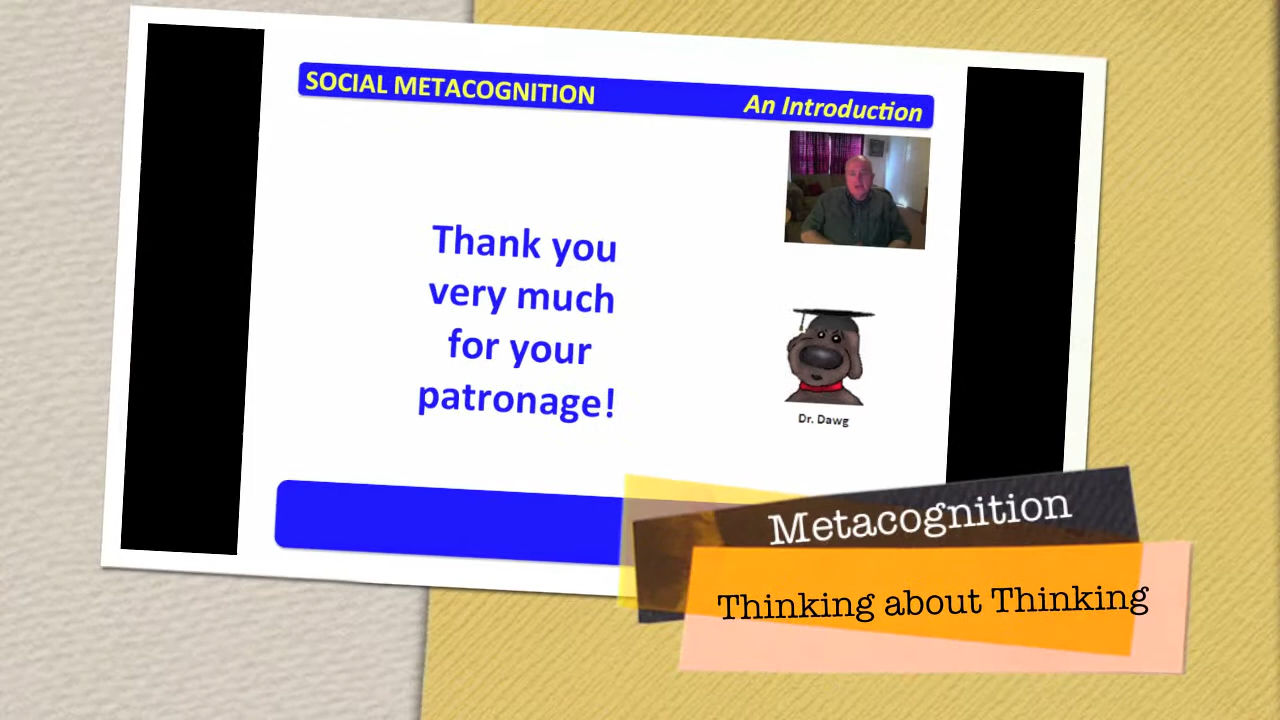 SOCIAL METACOGNITION
An Introduction
Thank you
very much
for your
patronage!
Dr. Dawg
Metacognition
Thinking about Thinking